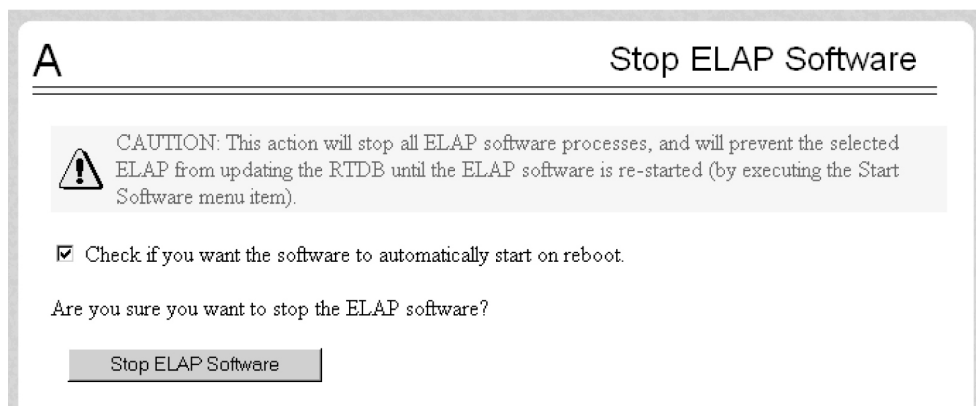 A
Stop ELAP Software
CAUTION: This action will stop all ELAP software processes, and will prevent the selected
ELAP from updating the RTDB until the ELAP software is re-started (by executing the Start
Software menu item).
Check if you want the software to automatically start on reboot.
Are you sure you want to stop the ELAP software?
Stop ELAP Software